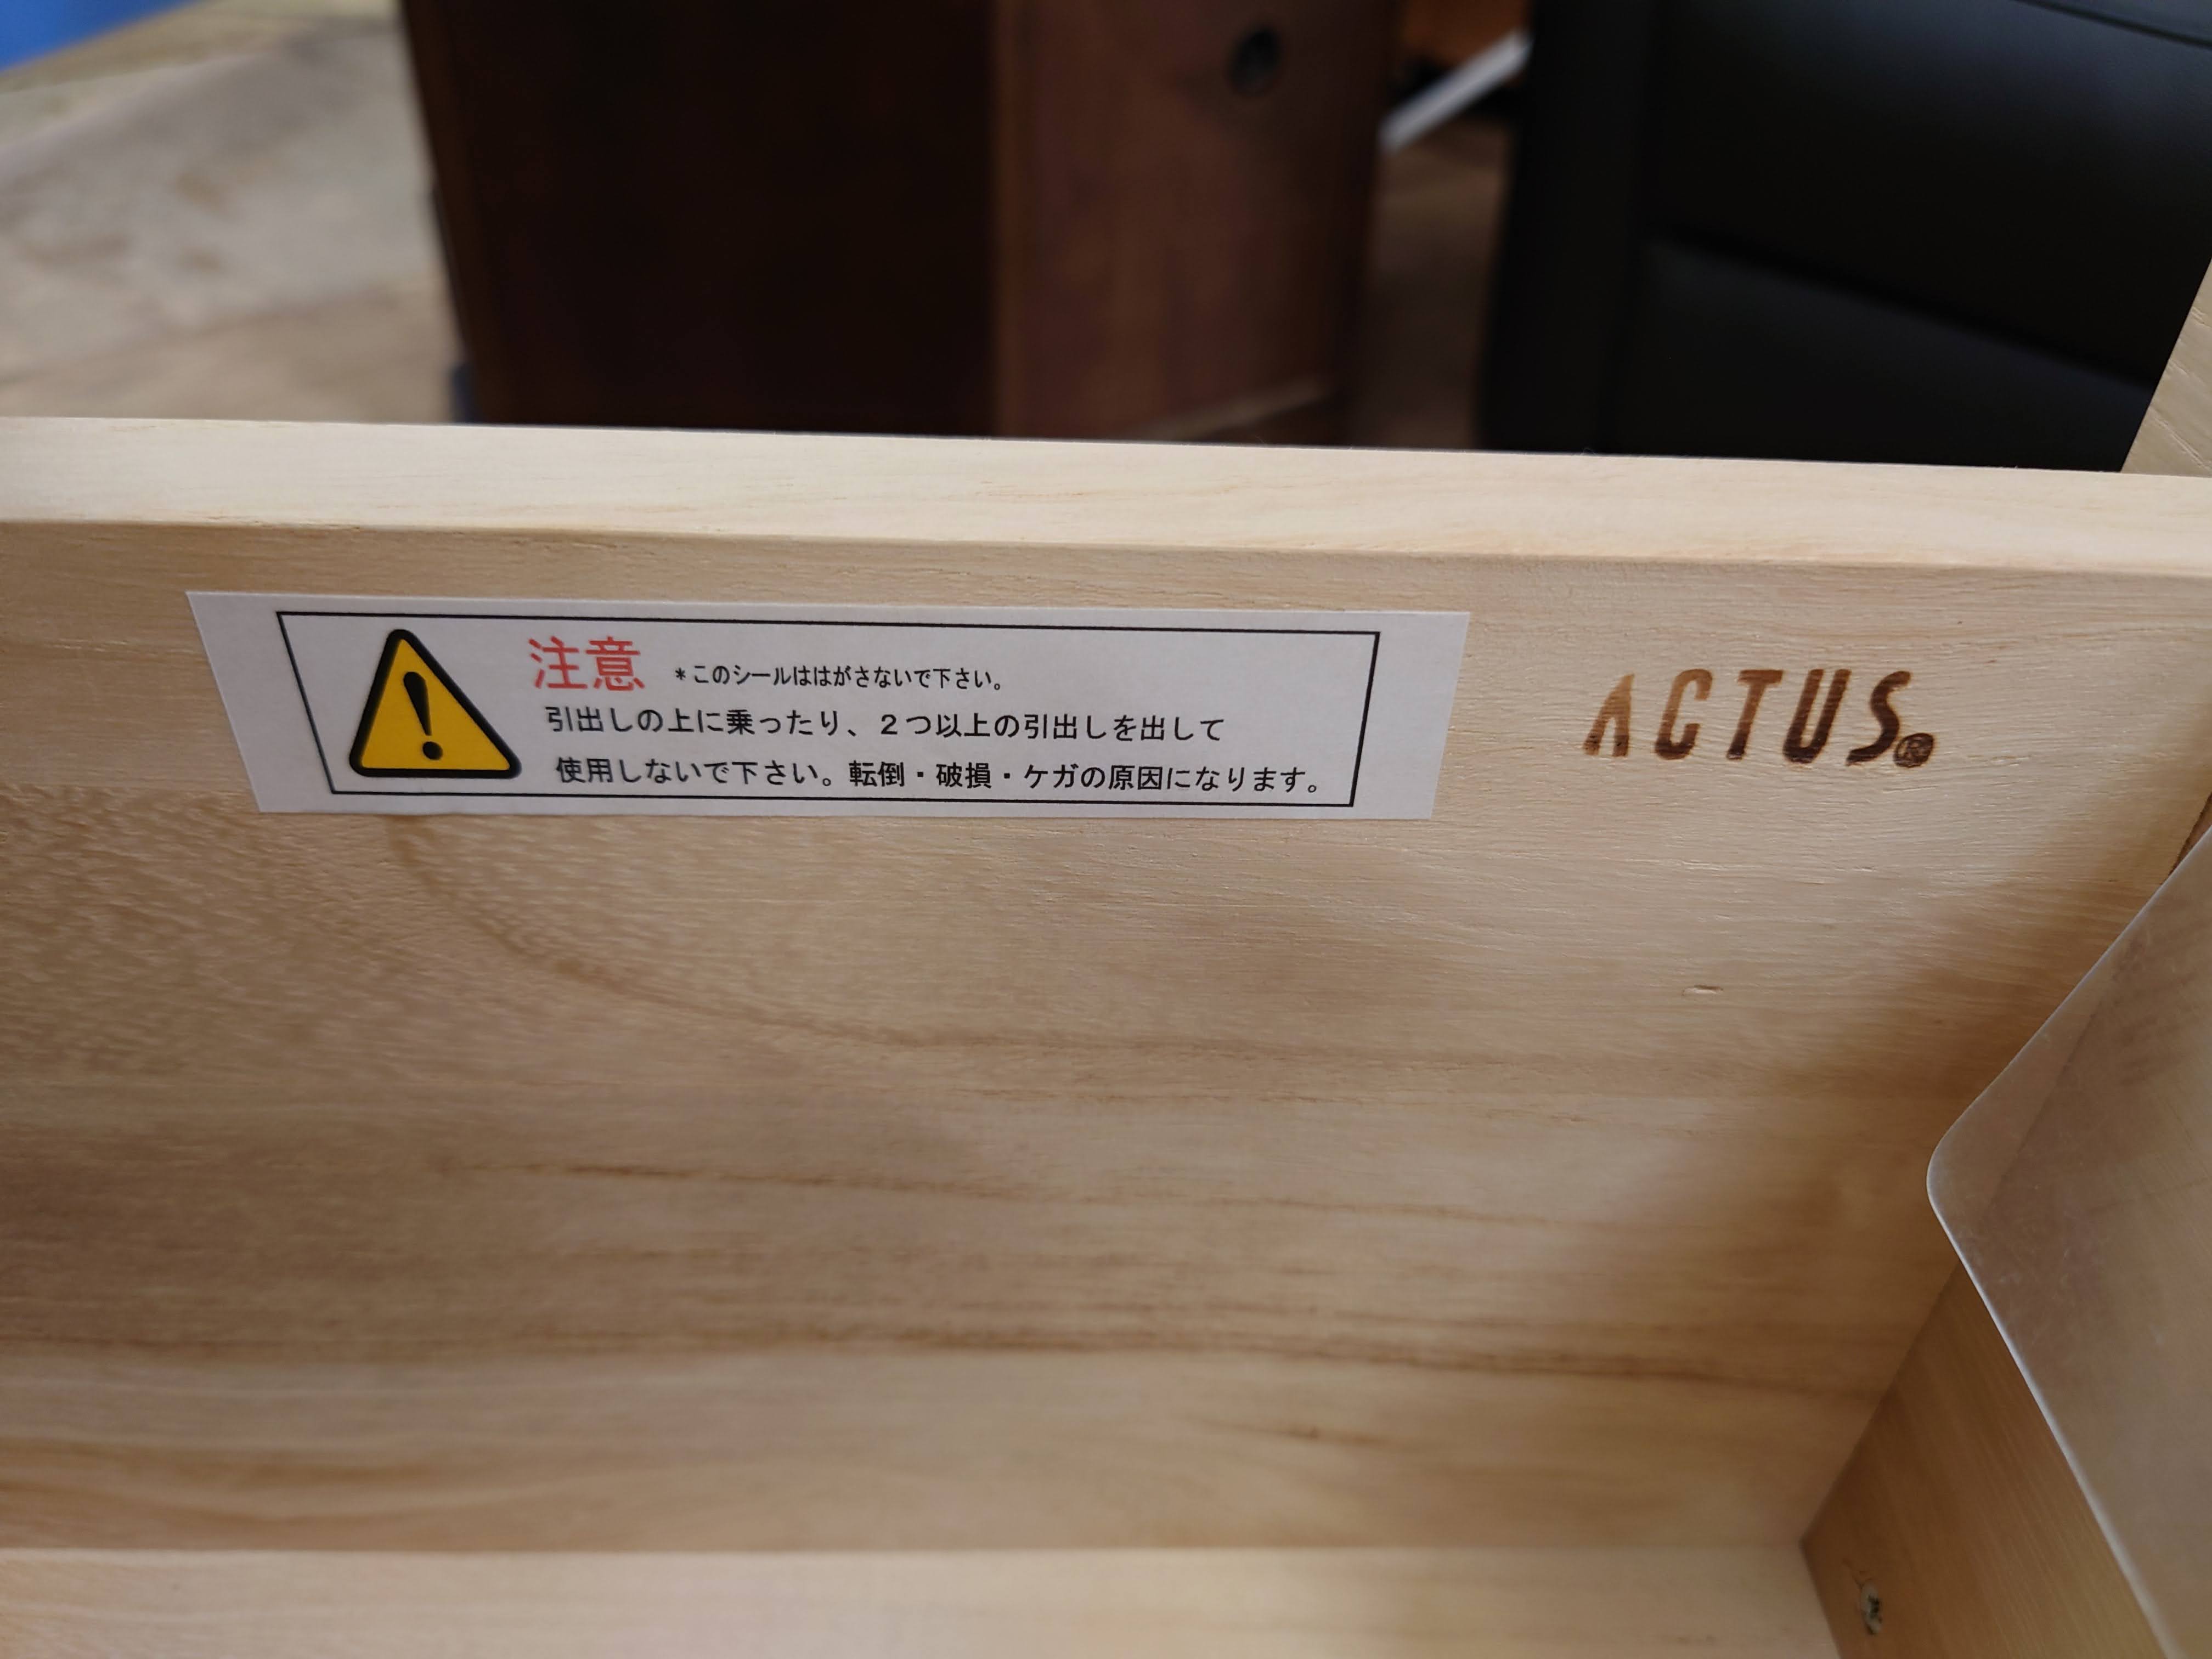 注意 *このシールははがさないで下さい。
引出しの上に乗ったり、2つ以上の引出しを出して
使用しないで下さい。転倒・破損・ケガの原因になります。
ACTUS®